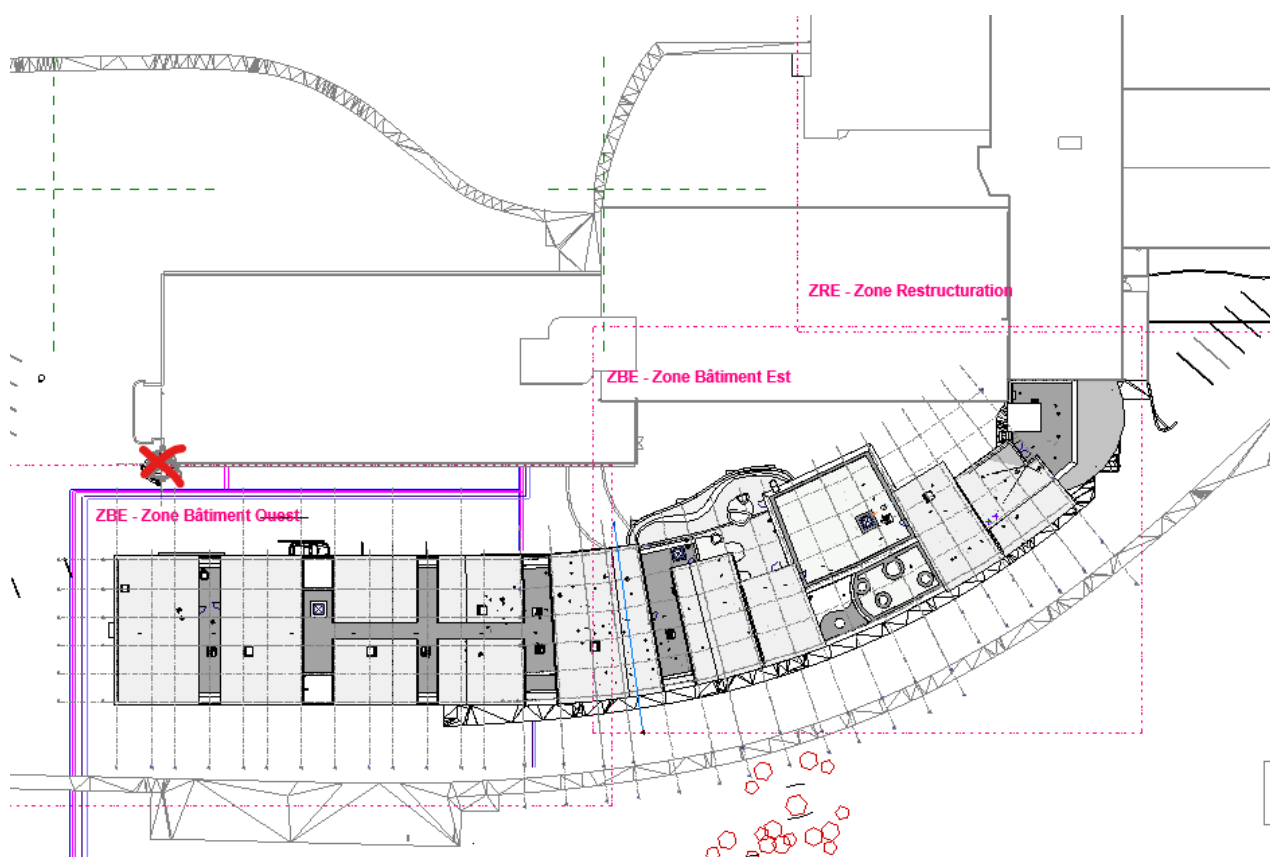 ZRE - Zone Restructuration
ZBE - Zone Bâtiment Est
ZBE - Zone Bâtiment Ouest